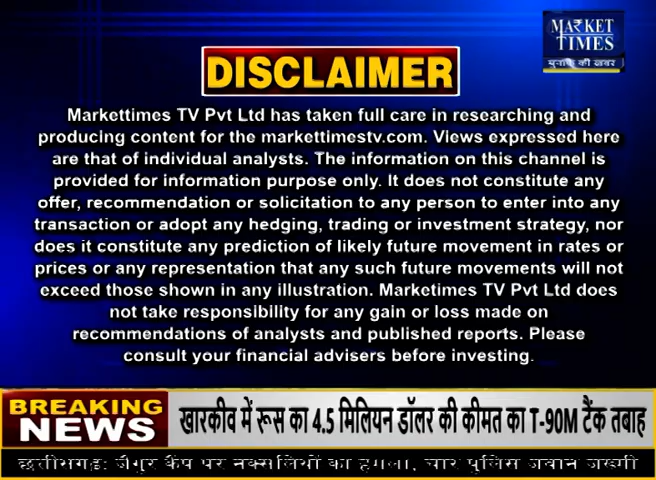 MARKET
TIMES
मुनाफे की खबर
DISCLAIMER
Markettimes TV Pvt Ltd has taken full care in researching and
producing content for the markettimestv.com. Views expressed here
are that of individual analysts. The information on this channel is
provided for information purpose only. It does not constitute any
offer, recommendation or solicitation to any person to enter into any
transaction or adopt any hedging, trading or investment strategy, nor
does it constitute any prediction of likely future movement in rates or
prices or any representation that any such future movements will not
exceed those shown in any illustration. Marketimes TV Pvt Ltd does
not take responsibility for any gain or loss made on
recommendations of analysts and published reports. Please
consult your financial advisers before investing.
BREAKING
NEWS
खारकीव में रूस का 4.5 मिलियन डॉलर की कीमत का T-90M टैंक तबाह
छत्तीसगढ़: कैंप पर नक्सलियों का हमला, चार पुलिस जवान जख्मी